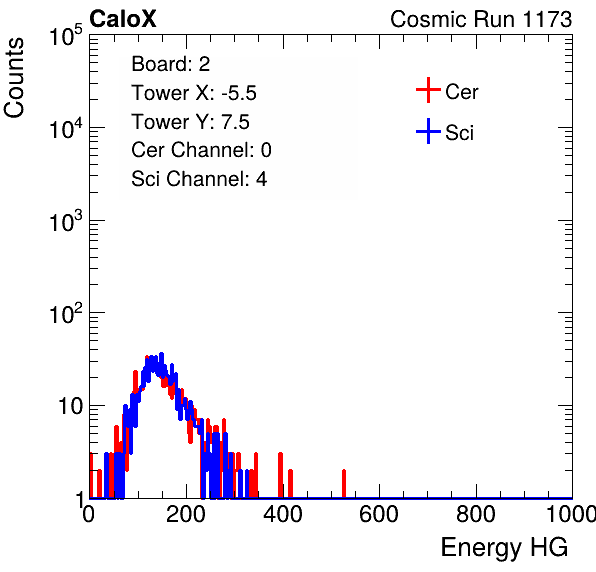 CaloX Cosmic Run 1173
Counts
10^5
10^4
10^3
10^2
10
1
Board: 2
Tower X: -5.5
Tower Y: 7.5
Cer Channel: 0
Sci Channel: 4
Cer
Sci
0 200 400 600 800 1000
Energy HG